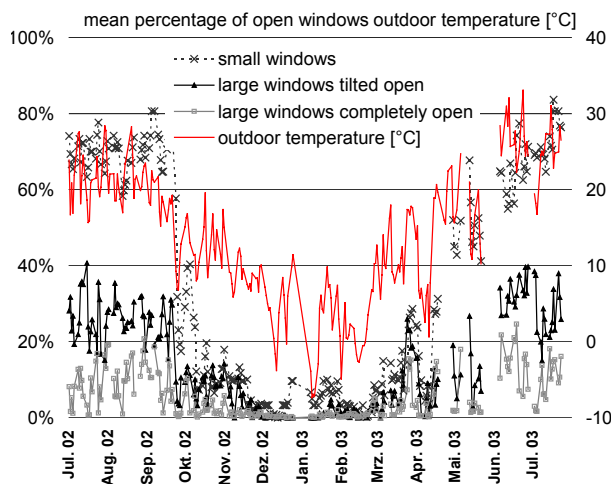 mean percentage of open windows outdoor temperature [°C]
100%
80%
60%
40%
20%
0%
40
30
20
10
0
-10
small windows
large windows tilted open
large windows completely open
outdoor temperature [°C]
Jul. 02
Aug. 02
Sep. 02
Okt. 02
Nov. 02
Dez. 02
Jan. 03
Feb. 03
Mrz. 03
Apr. 03
Mai. 03
Jun. 03
Jul. 03